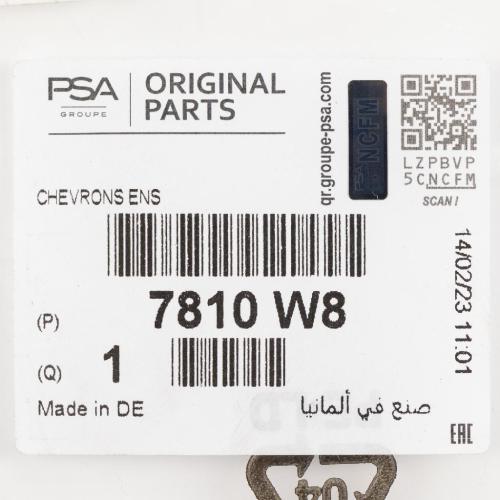 PSA
GROUPE
ORIGINAL
PARTS
qr.groupe-psa.com
PSA NCFM
LZPBVP
5CNCFM
SCAN !
CHEVRONS ENS
14/02/23 11:01
(P) 7810 W8
(Q) 1
Made in DE
صنع في ألمانيا
EAC
04